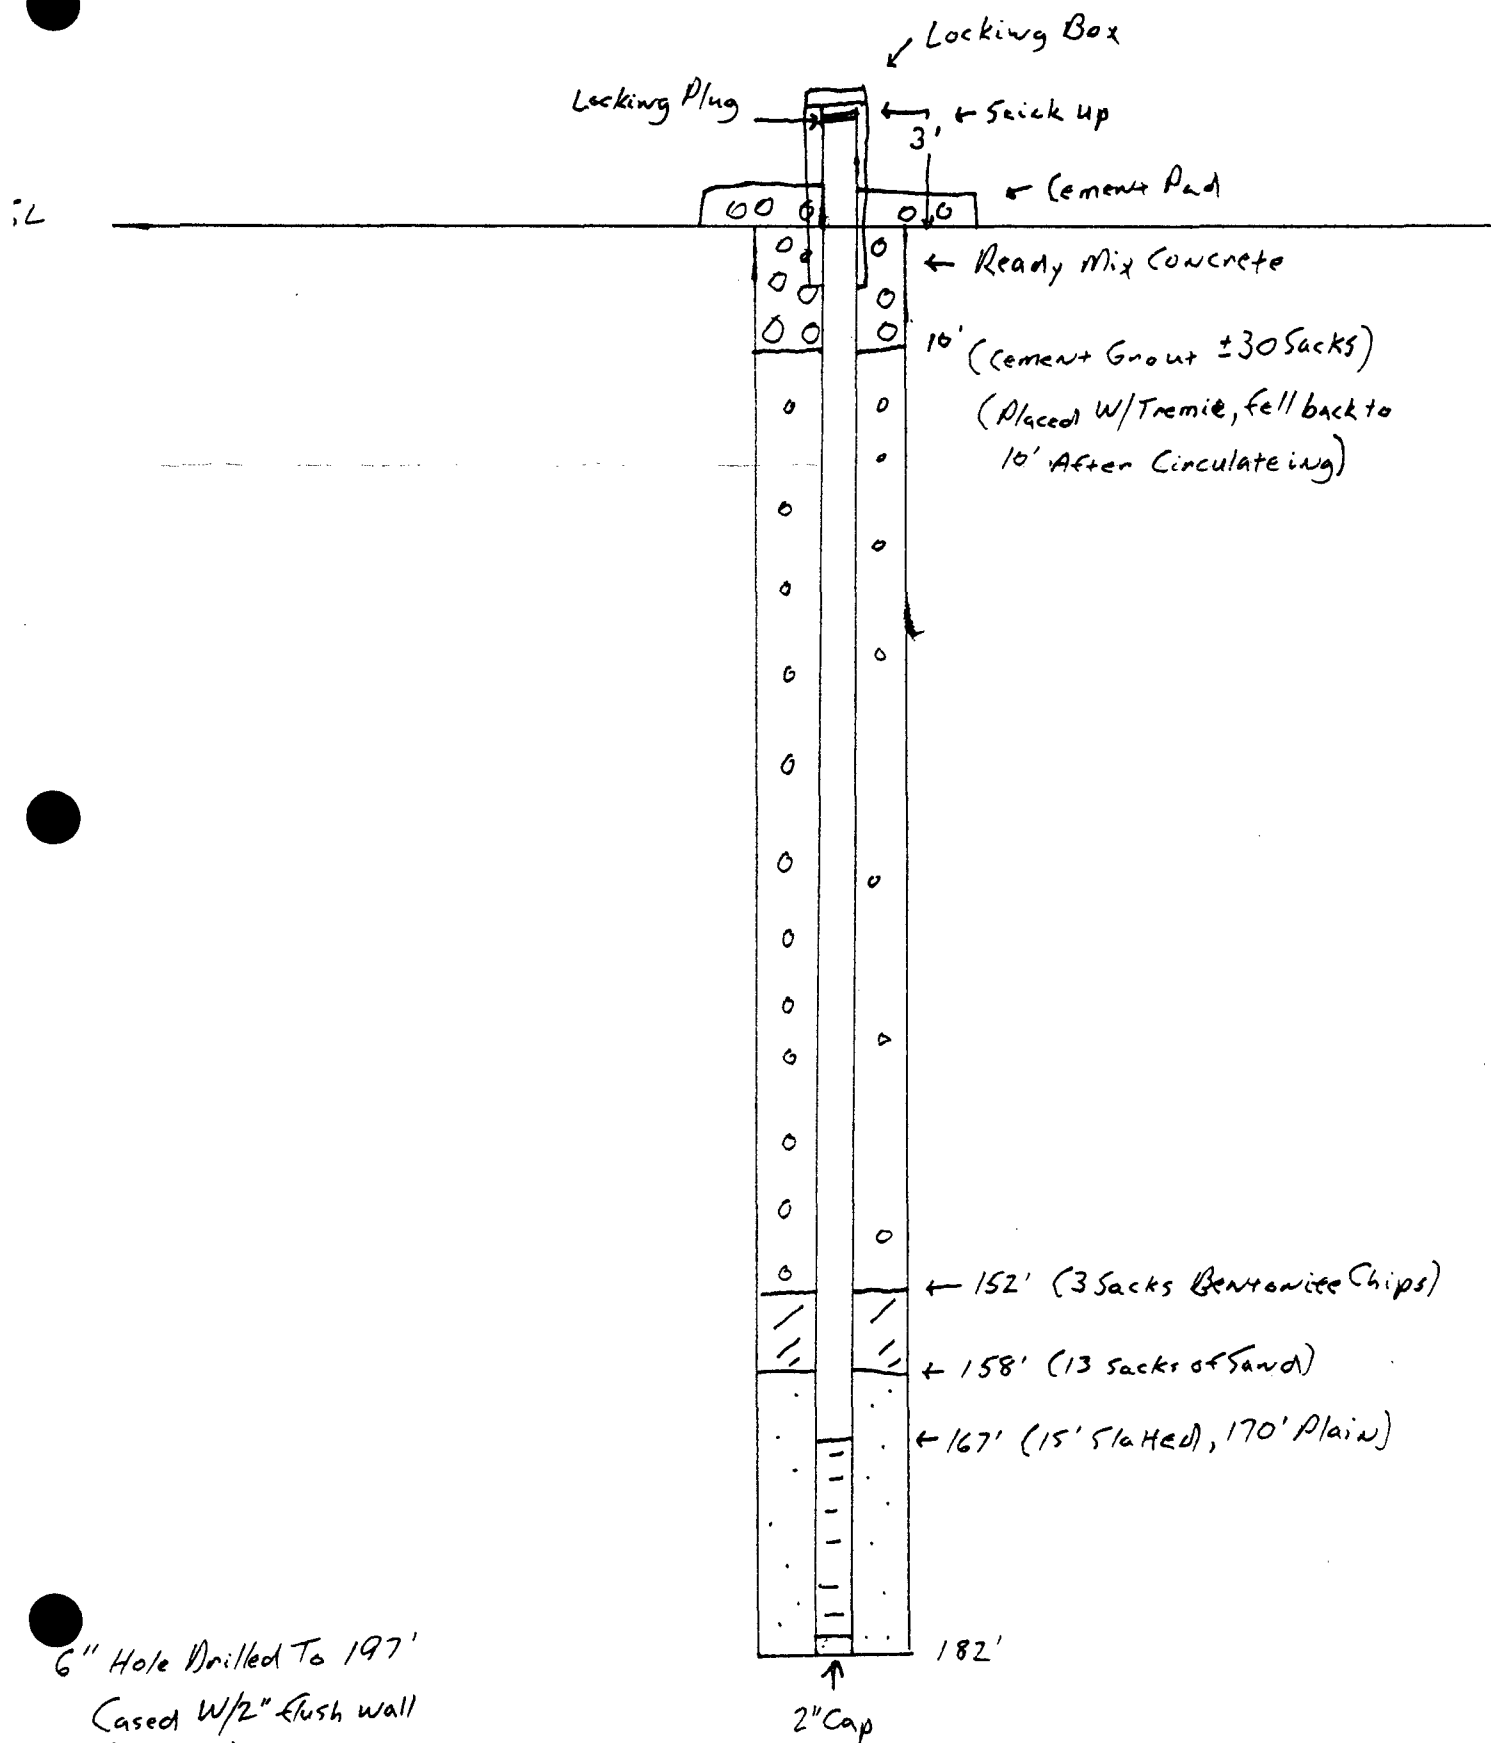 Locking Box
Locking Plug
Stick up
3'
Cement Pad
Ready Mix Concrete
10' (Cement Grout ±30 Sacks)
(Placed W/Tremie, fell back to
10' After Circulateing)
152' (3 Sacks Bentonite Chips)
158' (13 Sacks of Sand)
167' (15' Slotted, 170' Plain)
182'
6" Hole Drilled To 197'
Cased W/2" flush wall
2" Cap